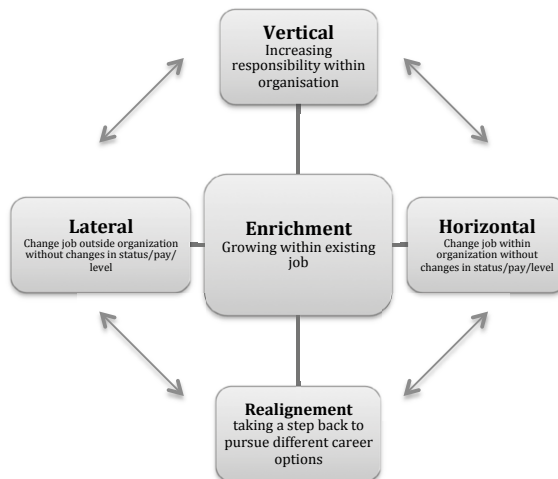 Vertical
Increasing
responsibility within
organisation
Lateral
Change job outside organization
without changes in status/pay/
level
Enrichment
Growing within existing
job
Horizontal
Change job within
organization without
changes in status/pay/level
Realignement
taking a step back to
pursue different career
options